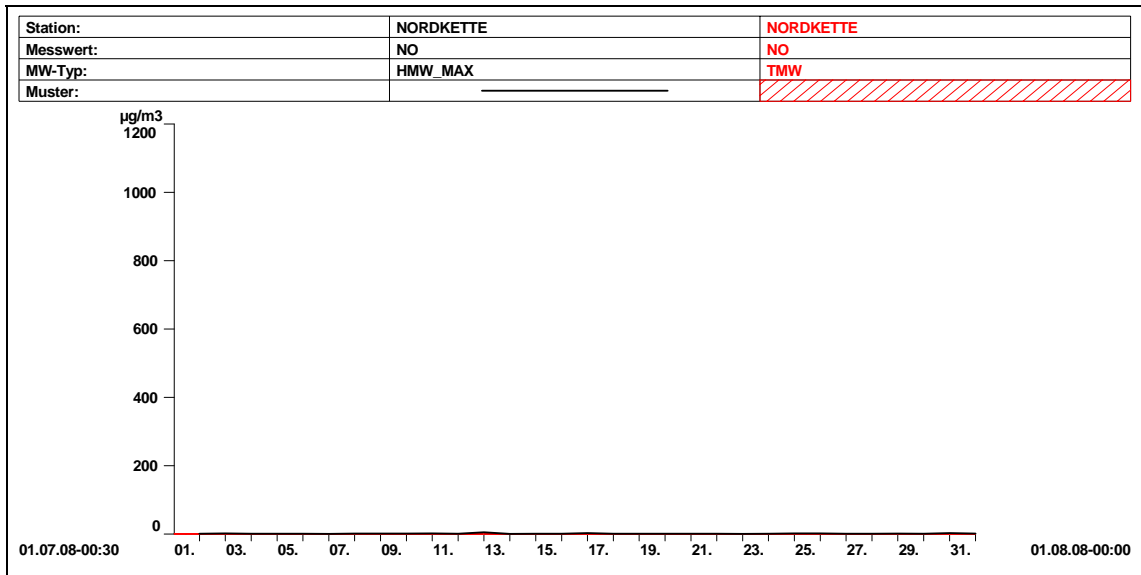 Station: NORDKETTE NORDKETTE
Messwert: NO NO
MW-Typ: HMW_MAX TMW
Muster:
µg/m3
1200
1000
800
600
400
200
0
01.07.08-00:30 01. 03. 05. 07. 09. 11. 13. 15. 17. 19. 21. 23. 24. 25. 27. 29. 31. 01.08.08-00:00